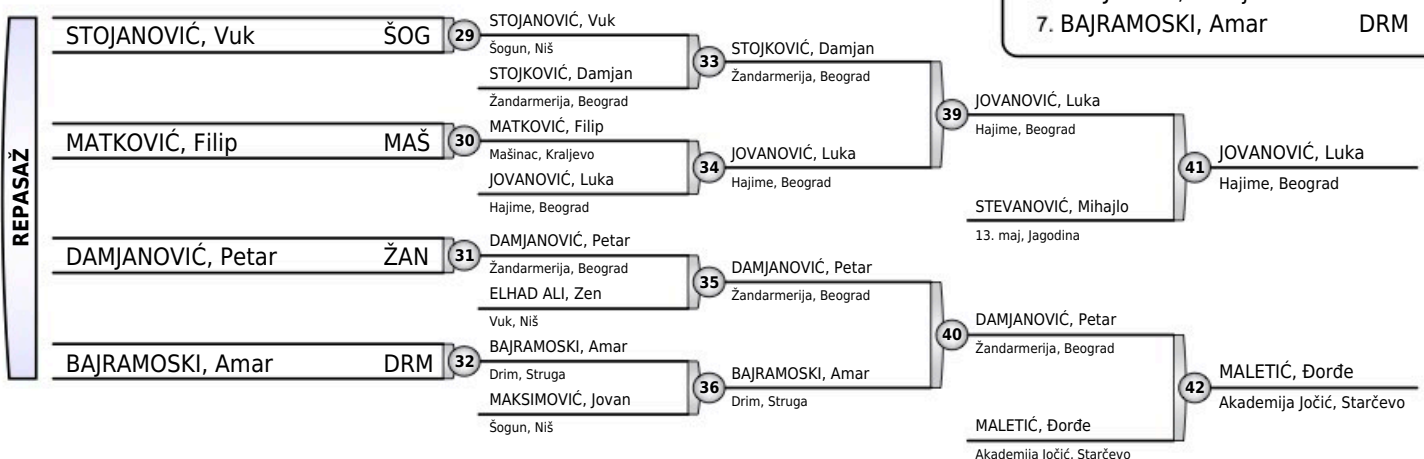 7. BAJRAMOSKI, Amar DRM
REPASAŽ
STOJANOVIĆ, Vuk ŠOG
29
STOJANOVIĆ, Vuk
Šogun, Niš
STOJKOVIĆ, Damjan
Žandarmerija, Beograd
33
STOJKOVIĆ, Damjan
Žandarmerija, Beograd
MATKOVIĆ, Filip MAŠ
30
MATKOVIĆ, Filip
Mašinac, Kraljevo
JOVANOVIĆ, Luka
Hajime, Beograd
34
JOVANOVIĆ, Luka
Hajime, Beograd
39
JOVANOVIĆ, Luka
Hajime, Beograd
STEVANOVIĆ, Mihajlo
13. maj, Jagodina
41
JOVANOVIĆ, Luka
Hajime, Beograd
DAMJANOVIĆ, Petar ŽAN
31
DAMJANOVIĆ, Petar
Žandarmerija, Beograd
ELHAD ALI, Zen
Vuk, Niš
35
DAMJANOVIĆ, Petar
Žandarmerija, Beograd
BAJRAMOSKI, Amar DRM
32
BAJRAMOSKI, Amar
Drim, Struga
MAKSIMOVIĆ, Jovan
Šogun, Niš
36
BAJRAMOSKI, Amar
Drim, Struga
40
DAMJANOVIĆ, Petar
Žandarmerija, Beograd
MALETIĆ, Đorđe
Akademija Jočić, Starčevo
42
MALETIĆ, Đorđe
Akademija Jočić, Starčevo